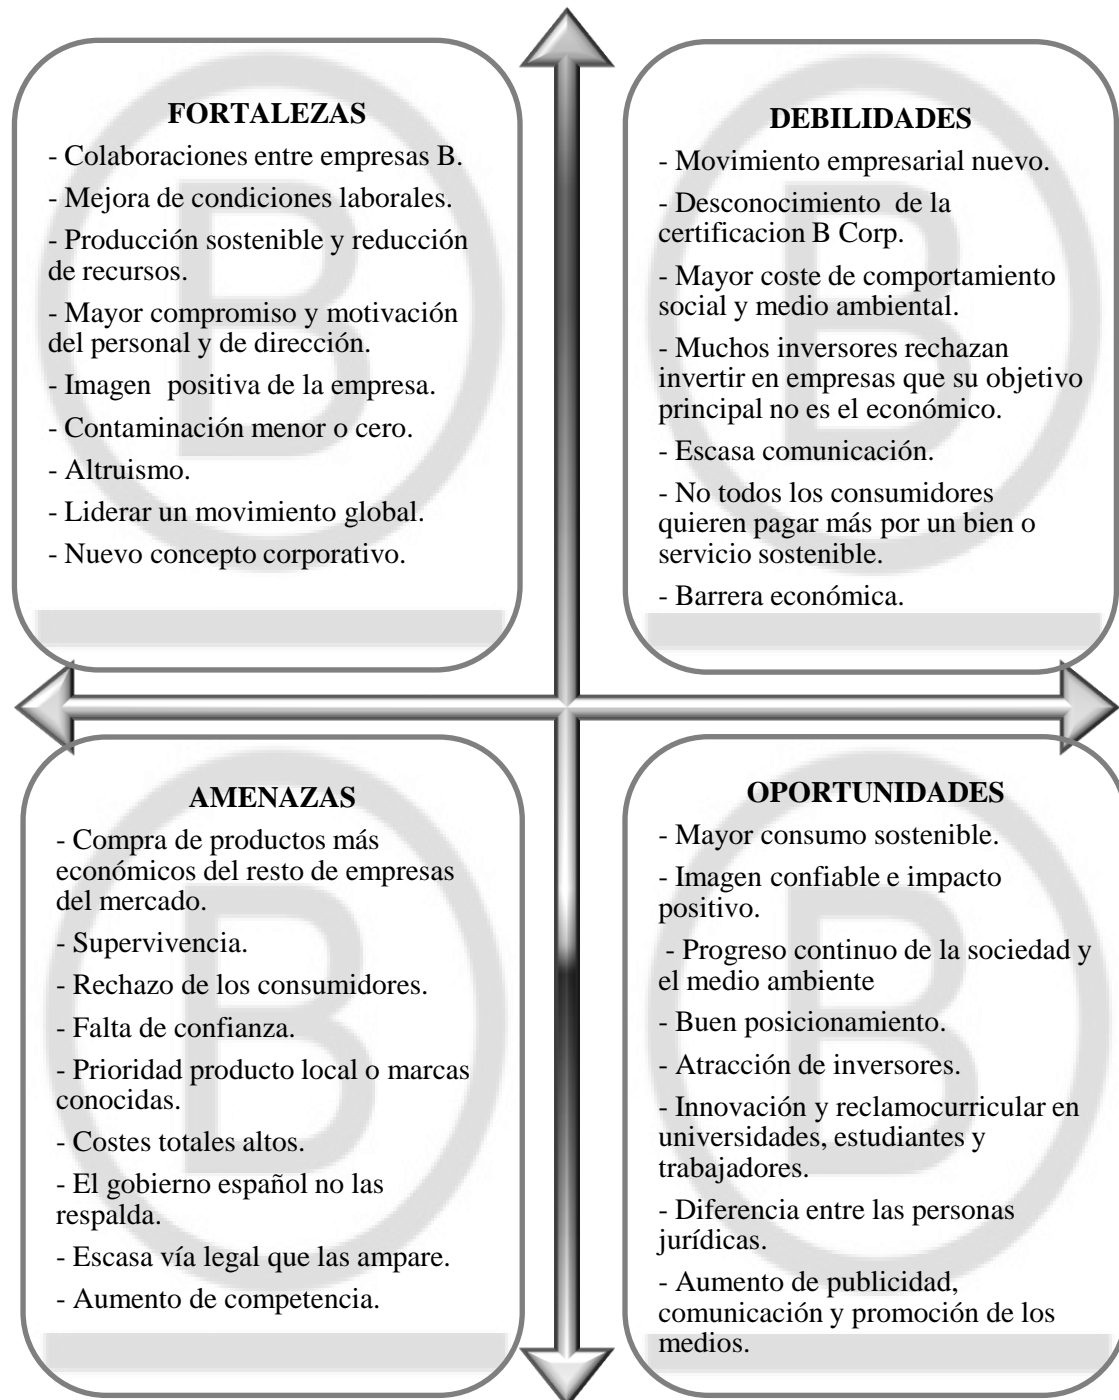 FORTALEZAS
- Colaboraciones entre empresas B.
- Mejora de condiciones laborales.
- Producción sostenible y reducción
de recursos.
- Mayor compromiso y motivación
del personal y de dirección.
- Imagen  positiva de la empresa.
- Contaminación menor o cero.
- Altruismo.
- Liderar un movimiento global.
- Nuevo concepto corporativo.
B
DEBILIDADES
- Movimiento empresarial nuevo.
- Desconocimiento  de la
certificacion B Corp.
- Mayor coste de comportamiento
social y medio ambiental.
- Muchos inversores rechazan
invertir en empresas que su objetivo
principal no es el económico.
- Escasa comunicación.
- No todos los consumidores
quieren pagar más por un bien o
servicio sostenible.
- Barrera económica.
B
AMENAZAS
- Compra de productos más
económicos del resto de empresas
del mercado.
- Supervivencia.
- Rechazo de los consumidores.
- Falta de confianza.
- Prioridad producto local o marcas
conocidas.
- Costes totales altos.
- El gobierno español no las
respalda.
- Escasa vía legal que las ampare.
- Aumento de competencia.
B
OPORTUNIDADES
- Mayor consumo sostenible.
- Imagen confiable e impacto
positivo.
- Progreso continuo de la sociedad y
el medio ambiente
- Buen posicionamiento.
- Atracción de inversores.
- Innovación y reclamocurricular en
universidades, estudiantes y
trabajadores.
- Diferencia entre las personas
jurídicas.
- Aumento de publicidad,
comunicación y promoción de los
medios.
B